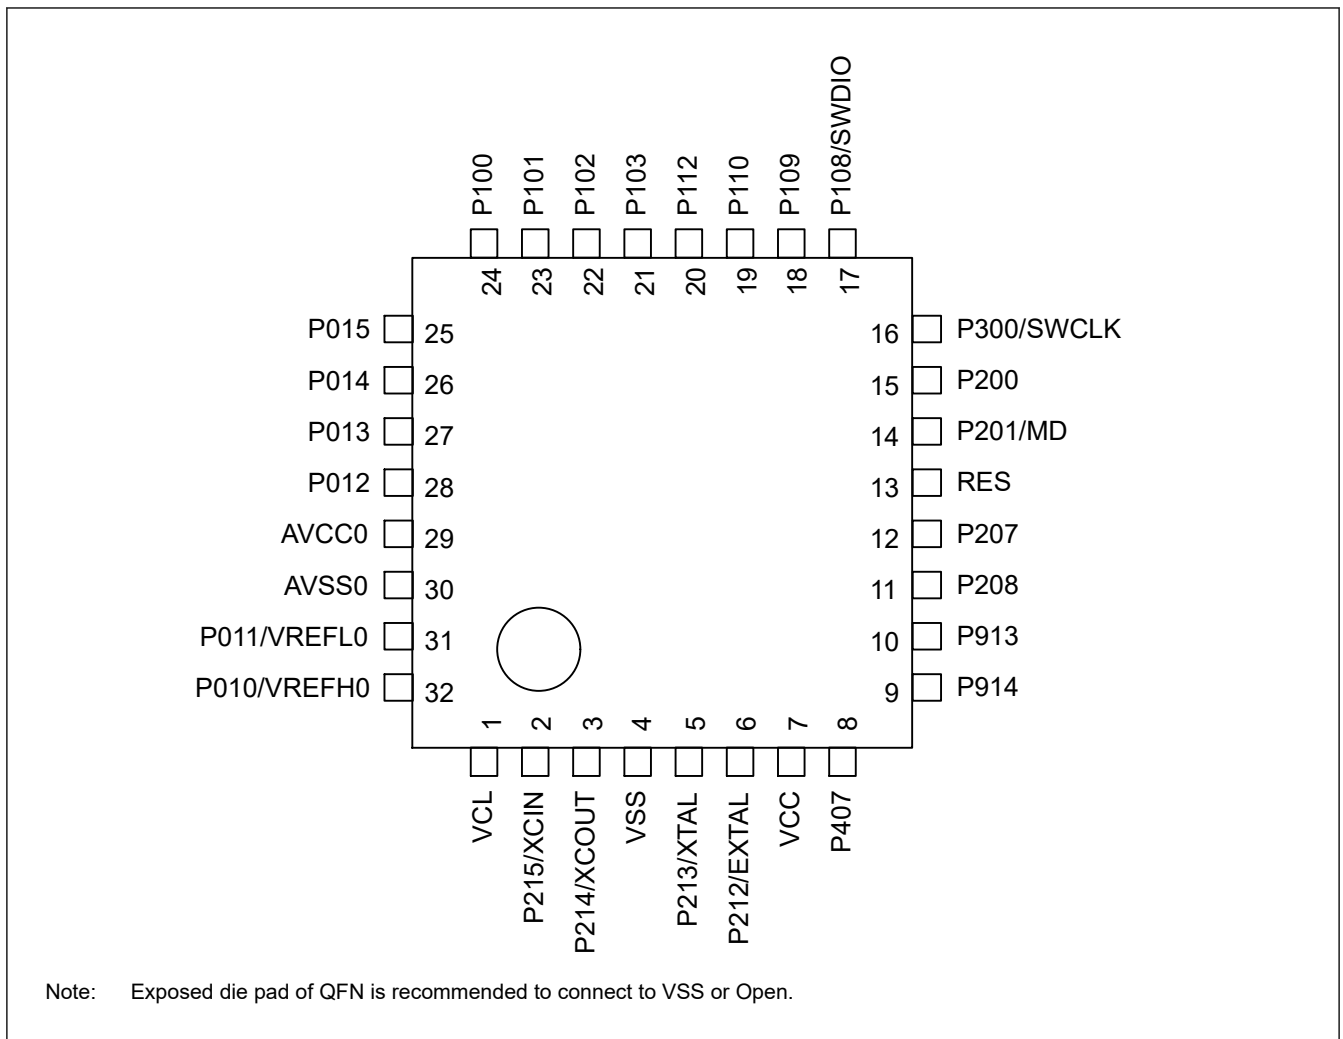 P100
P101
P102
P103
P112
P110
P109
P108/SWDIO
24
23
22
21
20
19
18
17
P015 25
P014 26
P013 27
P012 28
AVCC0 29
AVSS0 30
P011/VREFL0 31
P010/VREFH0 32
16 P300/SWCLK
15 P200
14 P201/MD
13 RES
12 P207
11 P208
10 P913
9 P914
1
2
3
4
5
6
7
8
VCL
P215/XCIN
P214/XCOUT
VSS
P213/XTAL
P212/EXTAL
VCC
P407
Note: Exposed die pad of QFN is recommended to connect to VSS or Open.